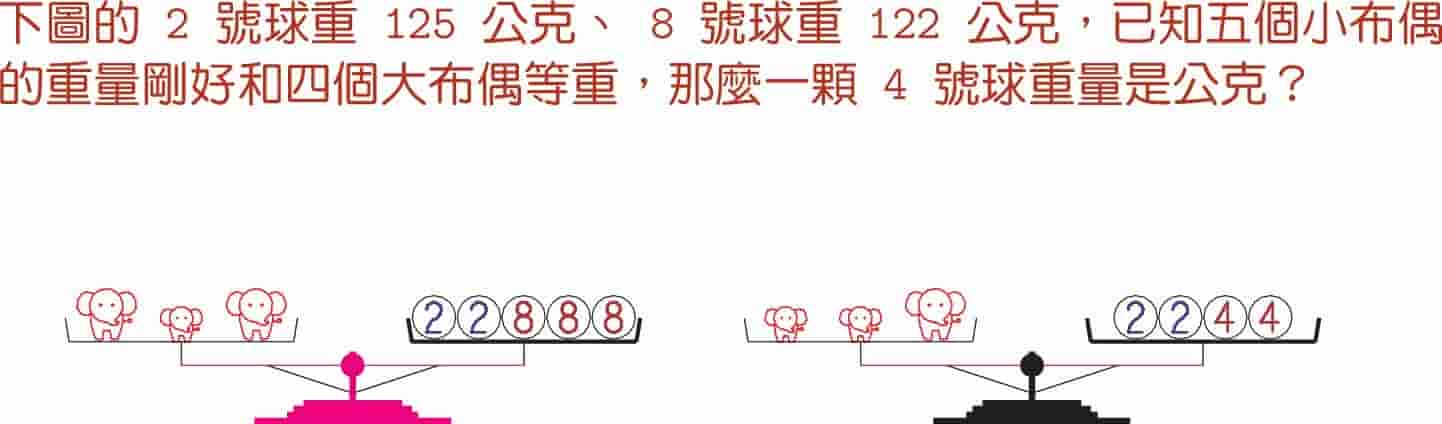 下圖的 2 號球重 125 公克、 8 號球重 122 公克，已知五個小布偶
的重量剛好和四個大布偶等重，那麼一顆 4 號球重量是公克？
2 2 8 8 8 2 2 4 4